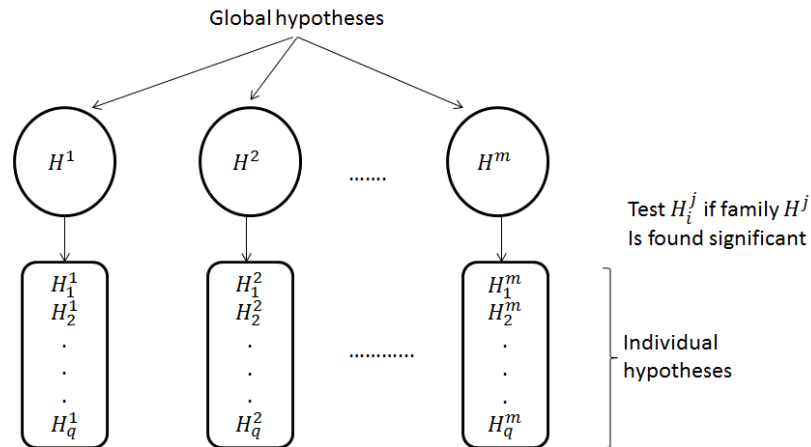 Global hypotheses
H^1 H^2 ....... H^m
Test H_i^j if family H^j
Is found significant
H_1^1 H_1^2 H_1^m
H_2^1 H_2^2 H_2^m
. . .
. . ............ .
. . .
H_q^1 H_q^2 H_q^m
Individual
hypotheses